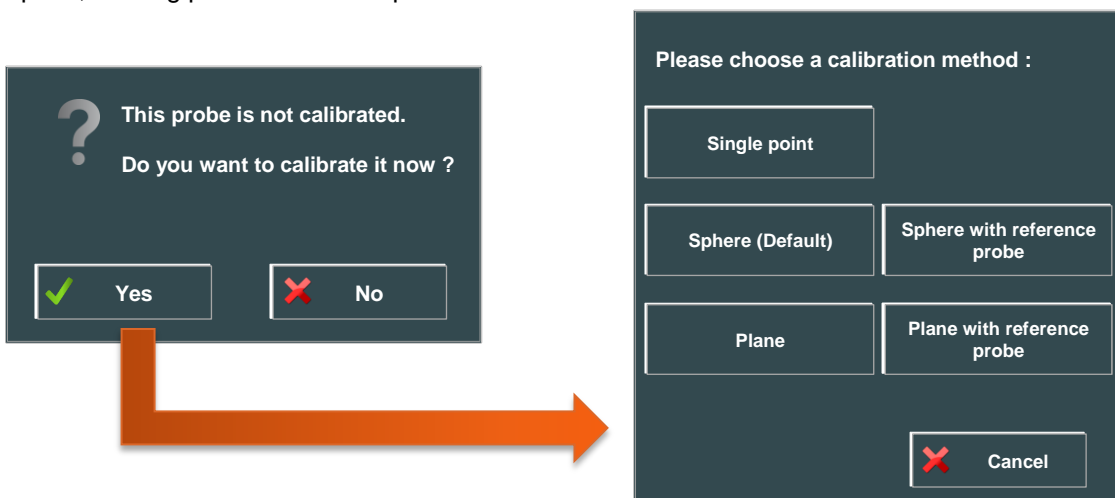 This probe is not calibrated.
Do you want to calibrate it now ?
Yes
No
Please choose a calibration method :
Single point
Sphere (Default)
Sphere with reference
probe
Plane
Plane with reference
probe
Cancel